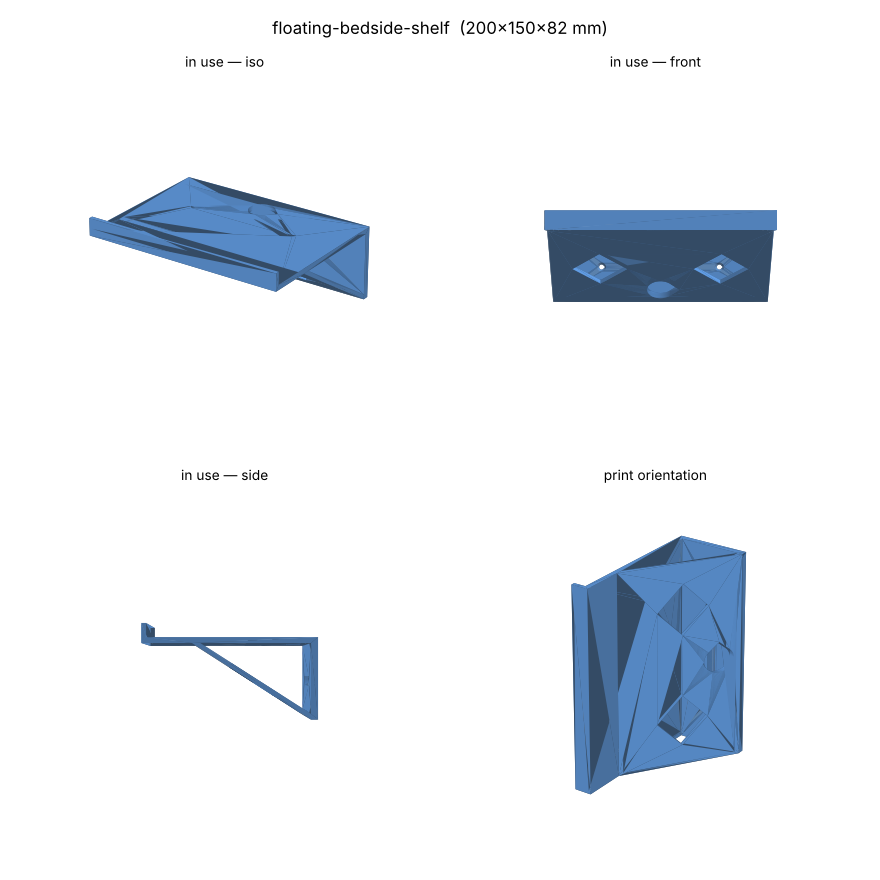 floating-bedside-shelf (200×150×82 mm)
in use — iso
in use — front
in use — side
print orientation